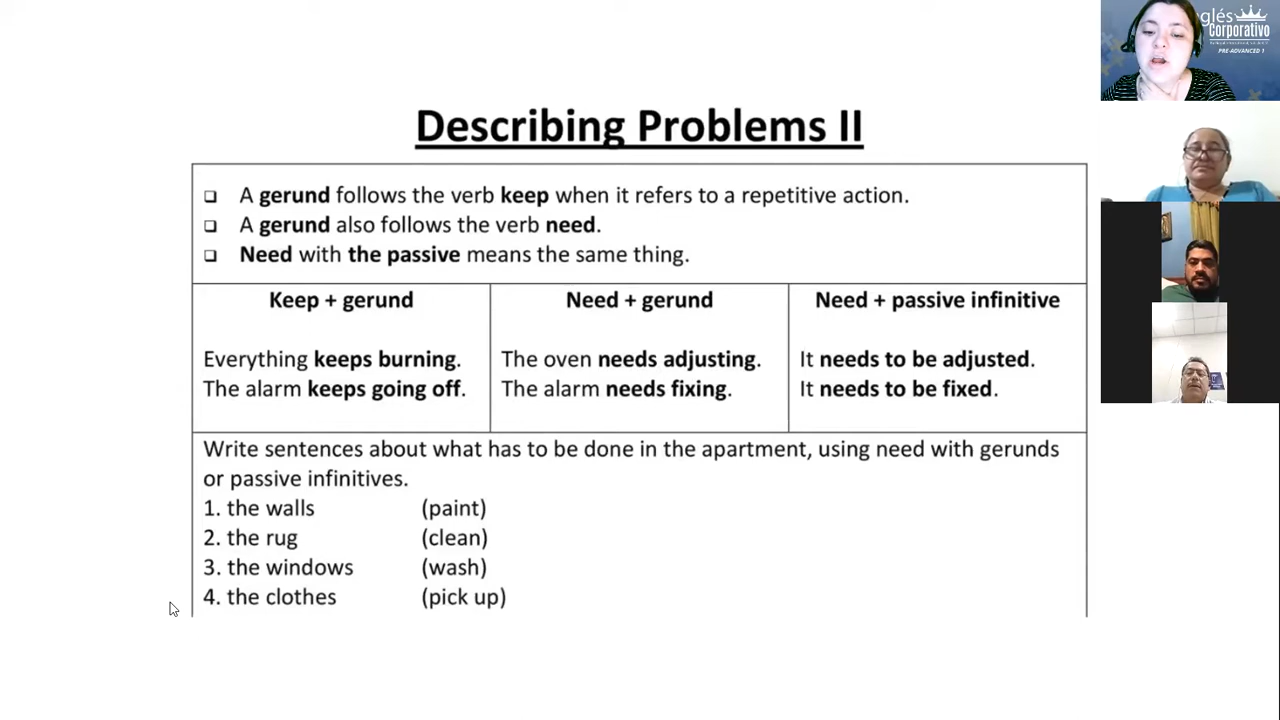 glés
Corporativo
PRE-ADVANCED 1
Describing Problems II
❑ A gerund follows the verb keep when it refers to a repetitive action.
❑ A gerund also follows the verb need.
❑ Need with the passive means the same thing.
Keep + gerund
Everything keeps burning.
The alarm keeps going off.
Need + gerund
The oven needs adjusting.
The alarm needs fixing.
Need + passive infinitive
It needs to be adjusted.
It needs to be fixed.
Write sentences about what has to be done in the apartment, using need with gerunds
or passive infinitives.
1. the walls (paint)
2. the rug (clean)
3. the windows (wash)
4. the clothes (pick up)